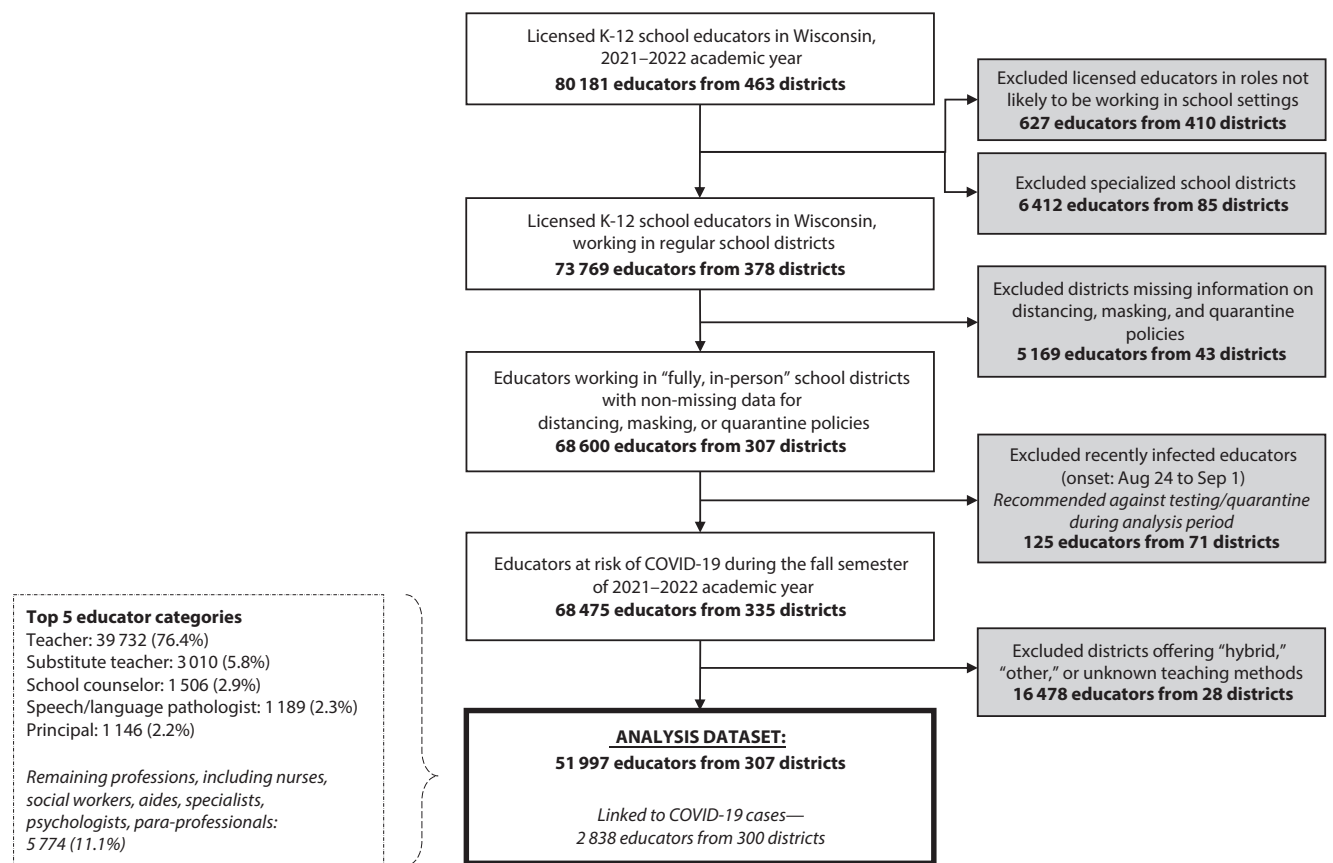 Licensed K-12 school educators in Wisconsin,
2021–2022 academic year
80 181 educators from 463 districts
Excluded licensed educators in roles not
likely to be working in school settings
627 educators from 410 districts
Excluded specialized school districts
6 412 educators from 85 districts
Licensed K-12 school educators in Wisconsin,
working in regular school districts
73 769 educators from 378 districts
Excluded districts missing information on
distancing, masking, and quarantine
policies
5 169 educators from 43 districts
Educators working in “fully, in-person” school districts
with non-missing data for
distancing, masking, or quarantine policies
68 600 educators from 307 districts
Excluded recently infected educators
(onset: Aug 24 to Sep 1)
Recommended against testing/quarantine
during analysis period
125 educators from 71 districts
Educators at risk of COVID-19 during the fall semester
of 2021–2022 academic year
68 475 educators from 335 districts
Excluded districts offering “hybrid,”
“other,” or unknown teaching methods
16 478 educators from 28 districts
Top 5 educator categories
Teacher: 39 732 (76.4%)
Substitute teacher: 3 010 (5.8%)
School counselor: 1 506 (2.9%)
Speech/language pathologist: 1 189 (2.3%)
Principal: 1 146 (2.2%)
Remaining professions, including nurses,
social workers, aides, specialists,
psychologists, para-professionals:
5 774 (11.1%)
ANALYSIS DATASET:
51 997 educators from 307 districts
Linked to COVID-19 cases—
2 838 educators from 300 districts